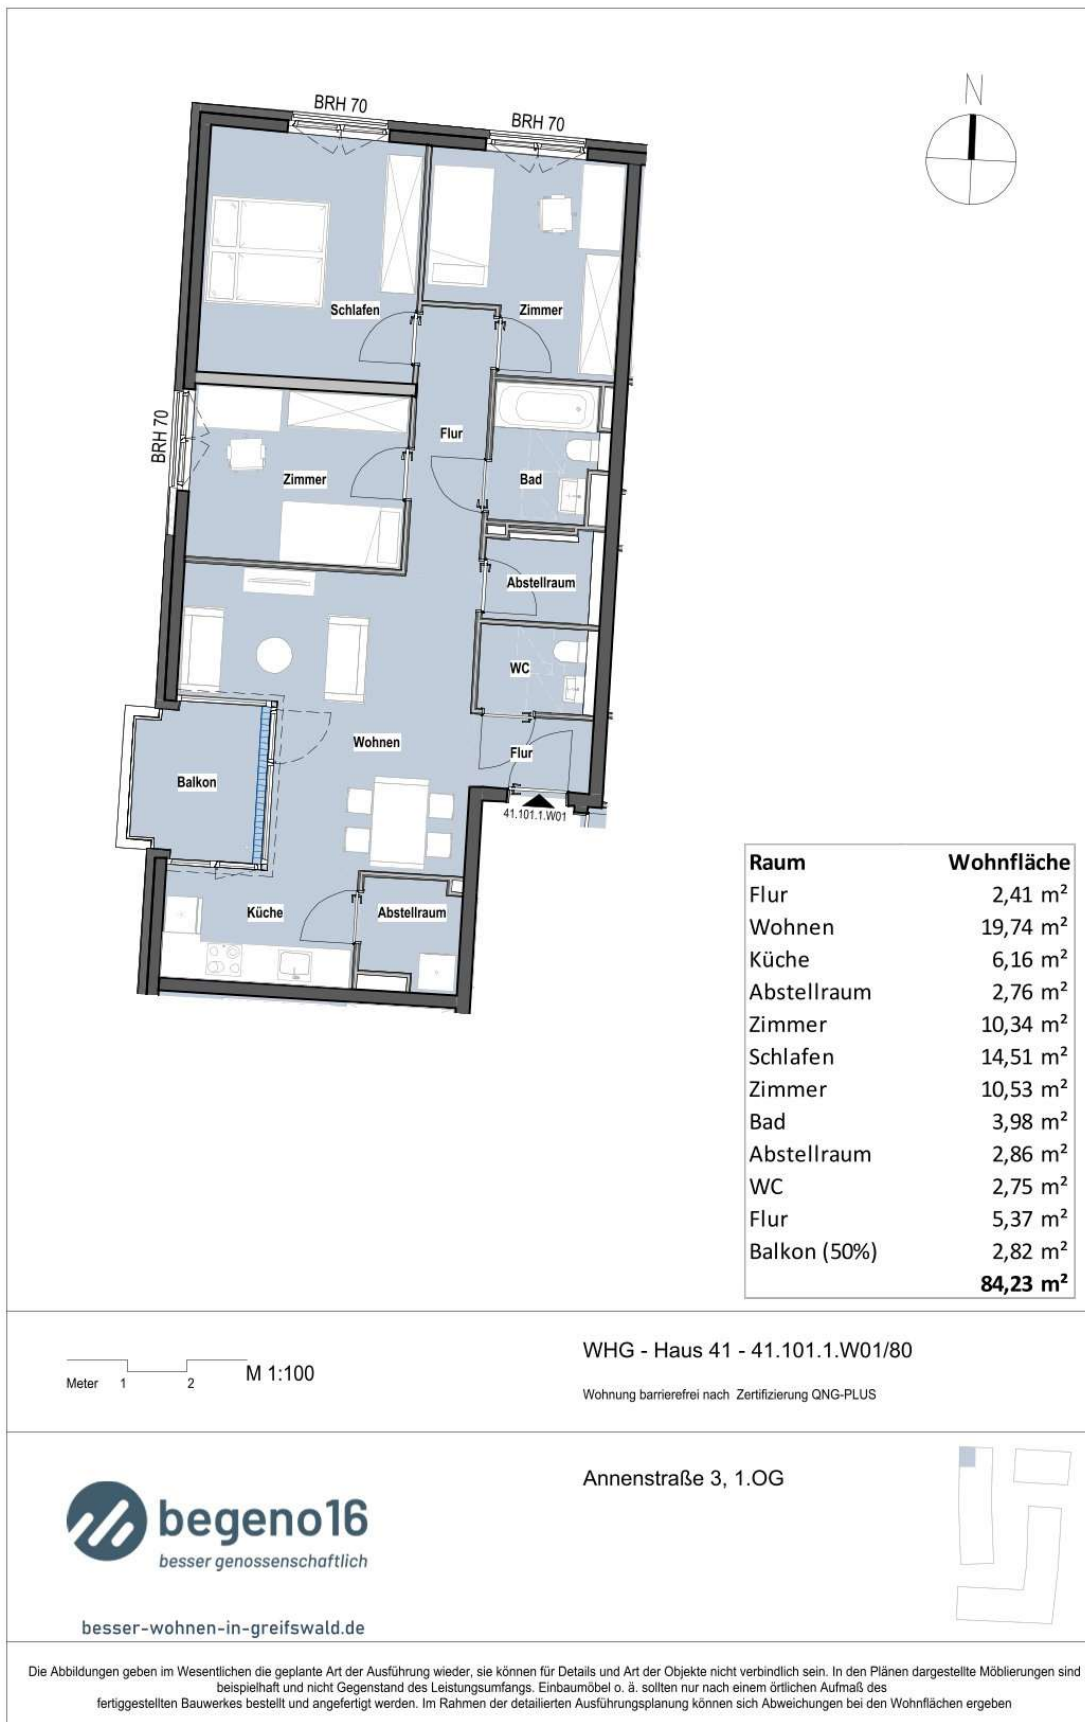 N
BRH 70
BRH 70
Schlafen
Zimmer
BRH 70
Flur
Zimmer
Bad
Abstellraum
WC
Wohnen
Flur
Balkon
41.101.1.W01
Küche
Abstellraum
Raum Wohnfläche
Flur 2,41 m²
Wohnen 19,74 m²
Küche 6,16 m²
Abstellraum 2,76 m²
Zimmer 10,34 m²
Schlafen 14,51 m²
Zimmer 10,53 m²
Bad 3,98 m²
Abstellraum 2,86 m²
WC 2,75 m²
Flur 5,37 m²
Balkon (50%) 2,82 m²
84,23 m²
Meter 1 2 M 1:100
WHG - Haus 41 - 41.101.1.W01/80
Wohnung barrierefrei nach Zertifizierung QNG-PLUS
Annenstraße 3, 1.OG
begeno16
besser genossenschaftlich
besser-wohnen-in-greifswald.de
Die Abbildungen geben im Wesentlichen die geplante Art der Ausführung wieder, sie können für Details und Art der Objekte nicht verbindlich sein. In den Plänen dargestellte Möblierungen sind
beispielhaft und nicht Gegenstand des Leistungsumfangs. Einbaumöbel o. ä. sollten nur nach einem örtlichen Aufmaß des
fertiggestellten Bauwerkes bestellt und angefertigt werden. Im Rahmen der detailierten Ausführungsplanung können sich Abweichungen bei den Wohnflächen ergeben